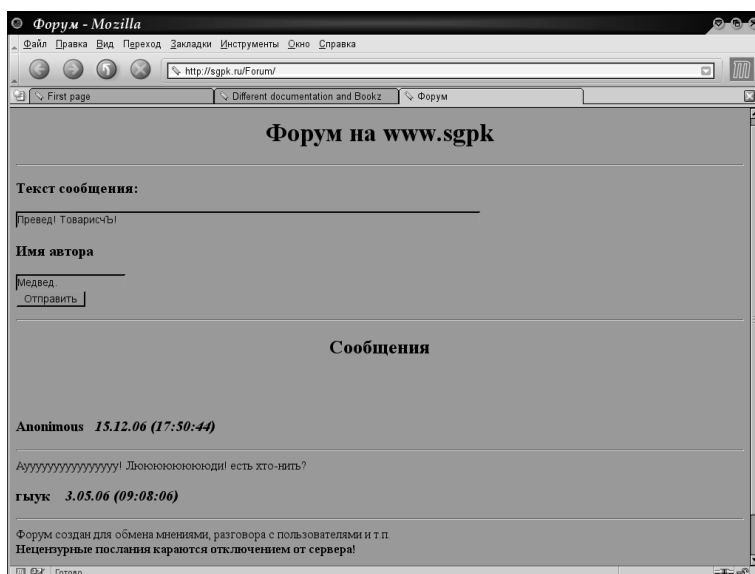 Форум - Mozilla
Файл Правка Вид Переход Закладки Инструменты Окно Справка
http://sgpk.ru/Forum/
First page Different documentation and Bookz Форум
Форум на www.sgpk
Текст сообщения:
Превед! ТоварисчЪ!
Имя автора
Медвед.
Отправить
Сообщения
Anonimous 15.12.06 (17:50:44)
Ауууууууууууууууу! Люююююююююди! есть хто-нить?
гыук 3.05.06 (09:08:06)
Форум создан для обмена мнениями, разговора с пользователями и т.п.
Нецензурные послания караются отключением от сервера!
Готово